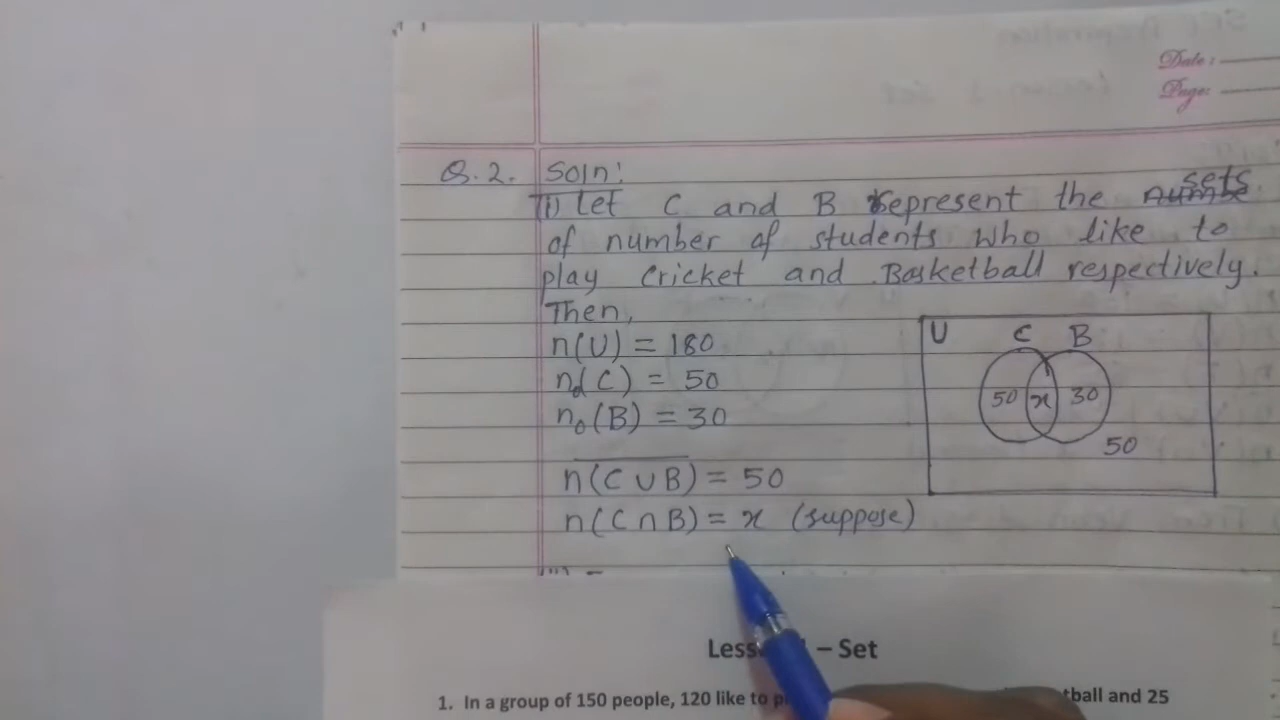 Date:
Page:
Q.2. Soln:
(i) Let C and B represent the sets
of number of students who like to
play Cricket and Basketball respectively.
Then,
n(U) = 180
n₀(C) = 50
n₀(B) = 30
n(C∪B)‾ = 50
n(C∩B) = x (suppose)
U C B
50 x 30
50
– Set
1. In a group of 150 people, 120 like to and 25